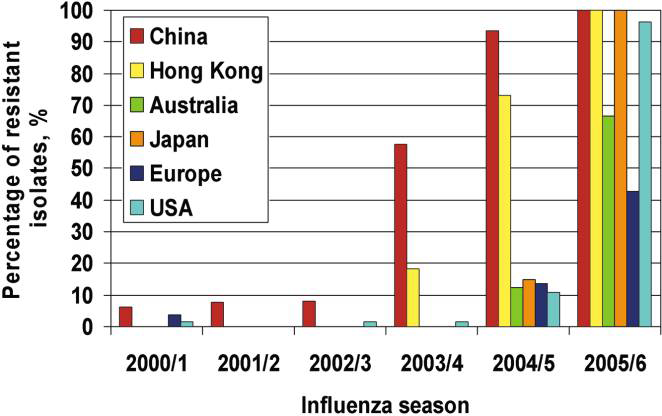 Percentage of resistant
isolates, %
100
90
80
70
60
50
40
30
20
10
0
China
Hong Kong
Australia
Japan
Europe
USA
2000/1 2001/2 2002/3 2003/4 2004/5 2005/6
Influenza season